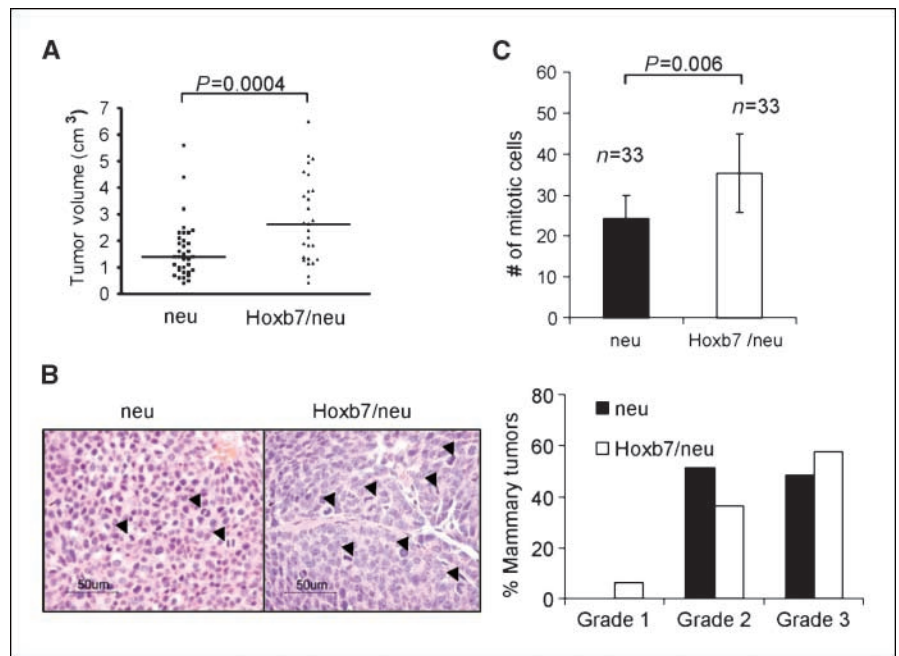 A
P=0.0004
Tumor volume (cm 3)
7
6
5
4
3
2
1
0
neu
Hoxb7/neu
B
neu
Hoxb7/neu
50um
50um
C
P=0.006
# of mitotic cells
60
50
40
30
20
10
0
n=33
n=33
neu
Hoxb7 /neu
% Mammary tumors
80
60
40
20
0
neu
Hoxb7/neu
Grade 1
Grade 2
Grade 3